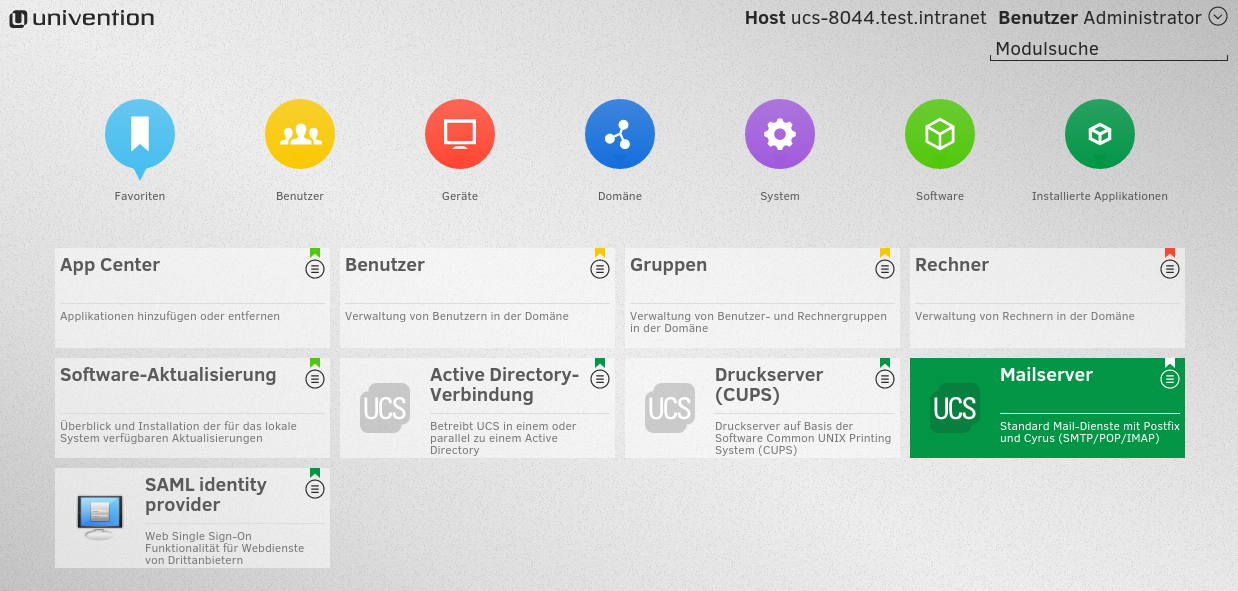 univention
Host ucs-8044.test.intranet Benutzer Administrator
Modulsuche
Favoriten
Benutzer
Geräte
Domäne
System
Software
Installierte Applikationen
App Center
Applikationen hinzufügen oder entfernen
Benutzer
Verwaltung von Benutzern in der Domäne
Gruppen
Verwaltung von Benutzer- und Rechnergruppen
in der Domäne
Rechner
Verwaltung von Rechnern in der Domäne
Software-Aktualisierung
Überblick und Installation der für das lokale
System verfügbaren Aktualisierungen
UCS
Active Directory-
Verbindung
Betreibt UCS in einem oder
parallel zu einem Active
Directory
UCS
Druckserver
(CUPS)
Druckserver auf Basis der
Software Common UNIX Printing
System (CUPS)
UCS
Mailserver
Standard Mail-Dienste mit Postfix
und Cyrus (SMTP/POP/IMAP)
SAML identity
provider
Web Single Sign-On
Funktionalität für Webdienste
von Drittanbietern